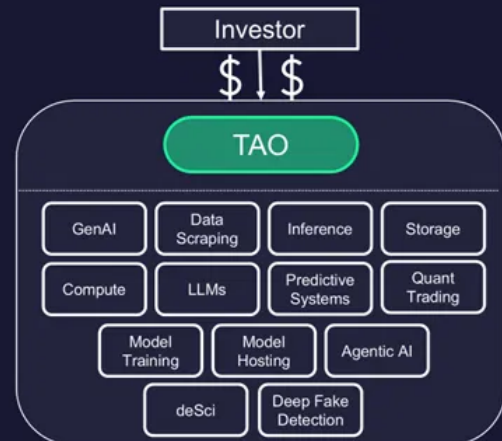 Investor
$ $
TAO
GenAI
Data
Scraping
Inference
Storage
Compute
LLMs
Predictive
Systems
Quant
Trading
Model
Training
Model
Hosting
Agentic AI
deSci
Deep Fake
Detection